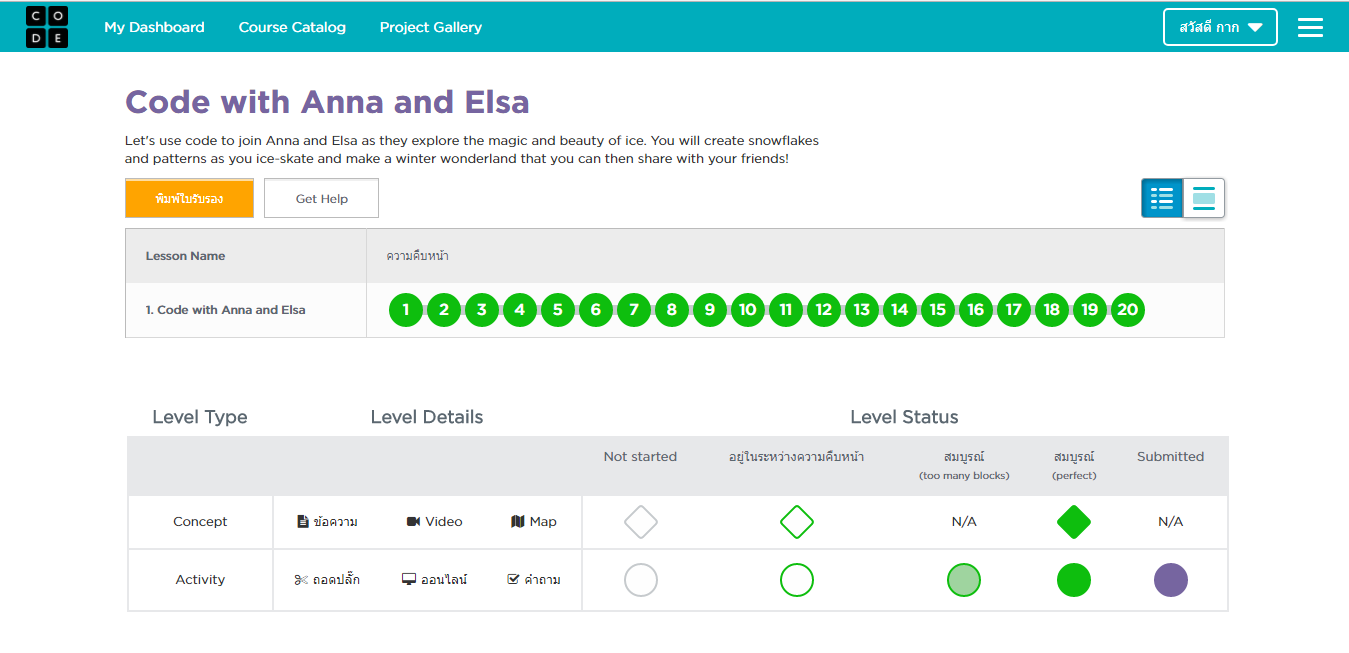 CO
DE
My Dashboard Course Catalog Project Gallery สวัสดี กาก
Code with Anna and Elsa
Let's use code to join Anna and Elsa as they explore the magic and beauty of ice. You will create snowflakes
and patterns as you ice-skate and make a winter wonderland that you can then share with your friends!
พิมพ์ใบรับรอง Get Help
Lesson Name ความคืบหน้า
1. Code with Anna and Elsa 1 2 3 4 5 6 7 8 9 10 11 12 13 14 15 16 17 18 19 20
Level Type Level Details Level Status
Not started อยู่ในระหว่างความคืบหน้า สมบูรณ์ สมบูรณ์ Submitted
(too many blocks) (perfect)
Concept ข้อความ Video Map N/A N/A
Activity ถอดปลั๊ก ออนไลน์ คำถาม